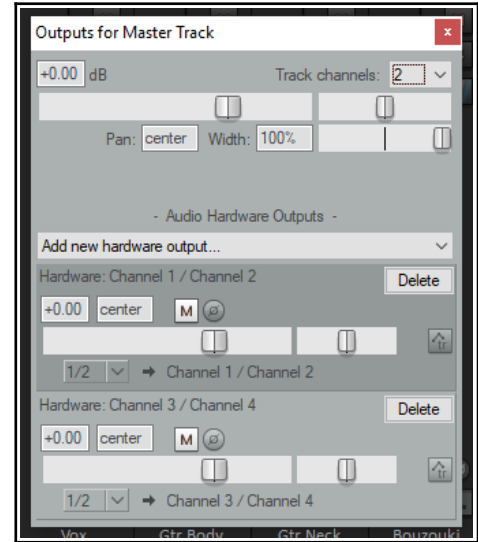 Outputs for Master Track x
+0.00 dB Track channels: 2
Pan: center Width: 100%
- Audio Hardware Outputs -
Add new hardware output...
Hardware: Channel 1 / Channel 2 Delete
+0.00 center M ø
tr
1/2 → Channel 1 / Channel 2
Hardware: Channel 3 / Channel 4 Delete
+0.00 center M ø
tr
1/2 → Channel 3 / Channel 4
Vox Gtr Body Gtr Neck Bouzouki